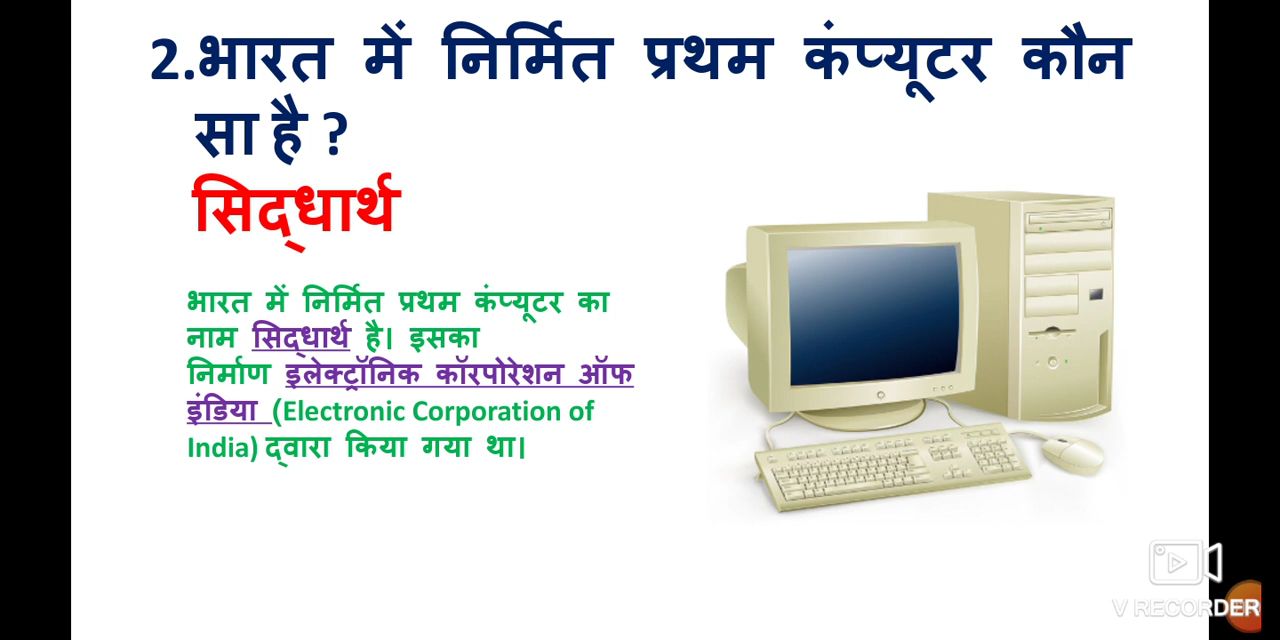 2.भारत में निर्मित प्रथम कंप्यूटर कौन
सा है ?
सिद्धार्थ
भारत में निर्मित प्रथम कंप्यूटर का
नाम सिद्धार्थ है। इसका
निर्माण इलेक्ट्रॉनिक कॉरपोरेशन ऑफ
इंडिया (Electronic Corporation of
India) द्वारा किया गया था।
V RECORDER